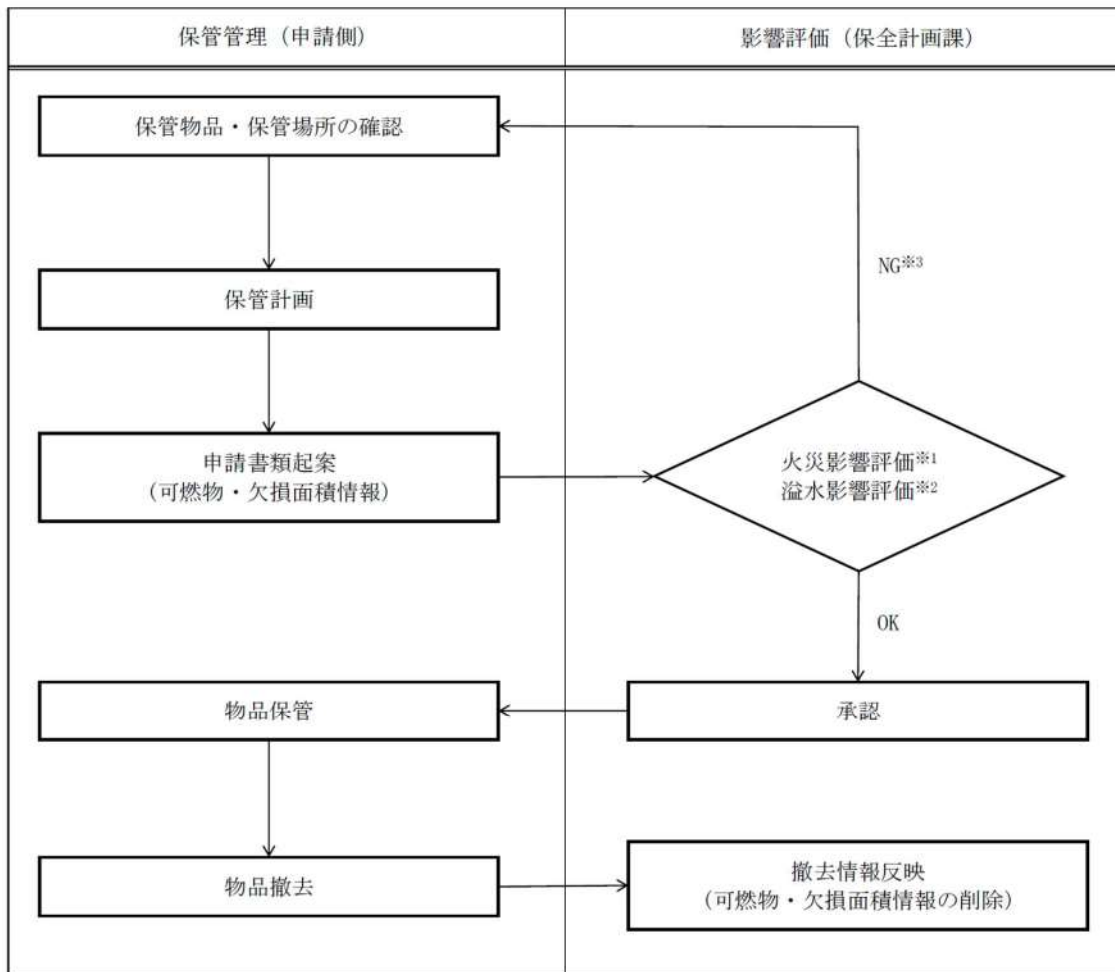 保管管理（申請側）
影響評価（保全計画課）
保管物品・保管場所の確認
NG※3
保管計画
申請書類起案
（可燃物・欠損面積情報）
火災影響評価※1
溢水影響評価※2
OK
物品保管
承認
物品撤去
撤去情報反映
（可燃物・欠損面積情報の削除）